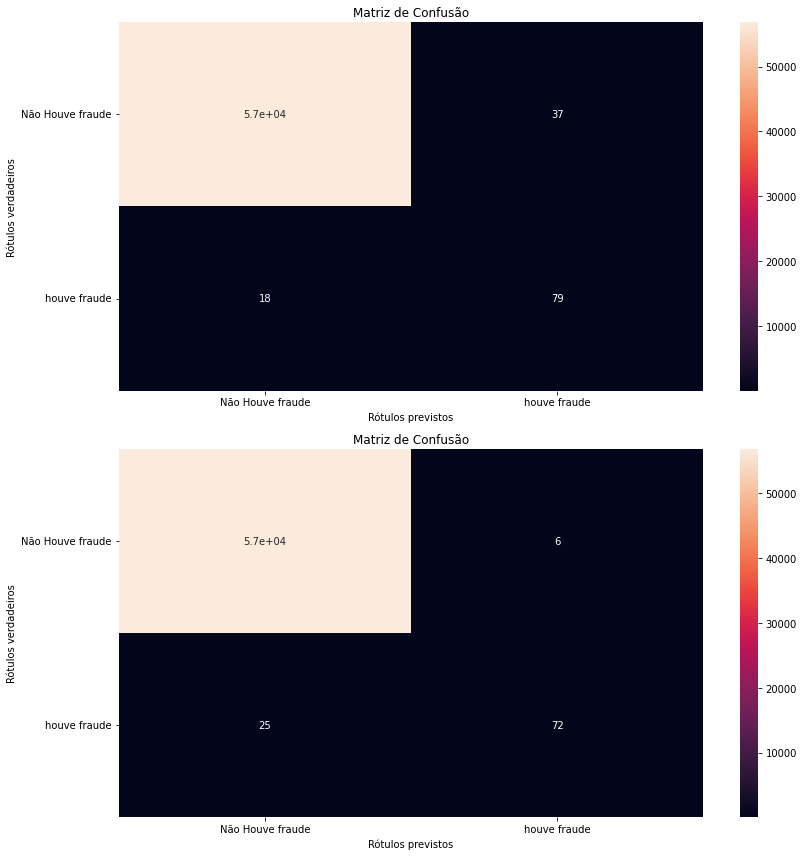 Matriz de Confusão
50000
Não Houve fraude
5.7e+04
37
40000
30000
Rótulos verdadeiros
20000
houve fraude
18
79
10000
Não Houve fraude
houve fraude
Rótulos previstos
Matriz de Confusão
50000
Não Houve fraude
5.7e+04
6
40000
30000
Rótulos verdadeiros
20000
houve fraude
25
72
10000
Não Houve fraude
houve fraude
Rótulos previstos